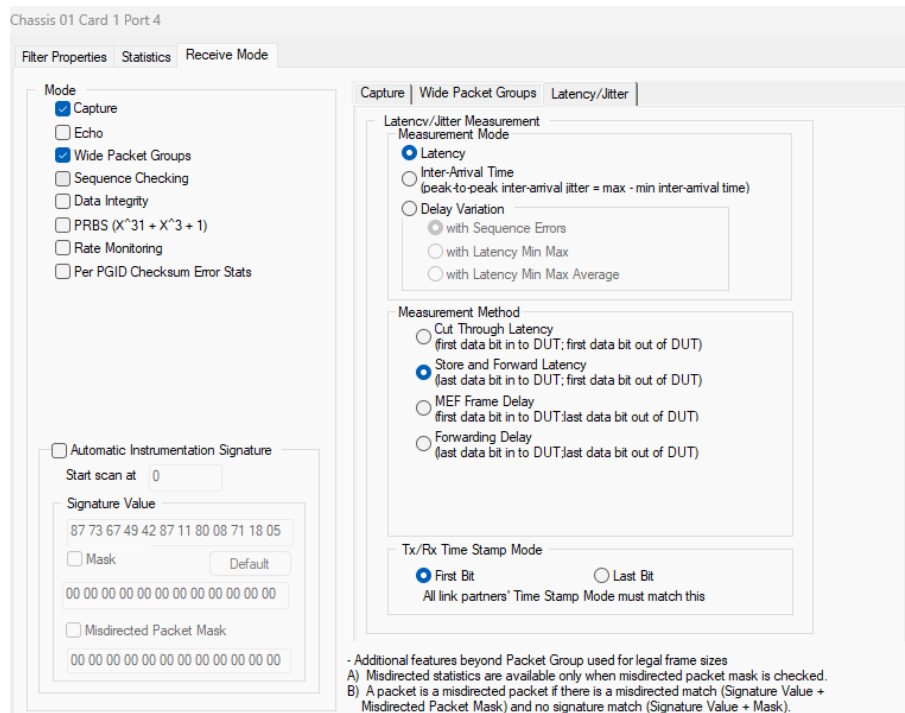 Chassis 01 Card 1 Port 4
Filter Properties Statistics Receive Mode
Mode
Capture
Echo
Wide Packet Groups
Sequence Checking
Data Integrity
PRBS (X^31 + X^3 + 1)
Rate Monitoring
Per PGID Checksum Error Stats
Automatic Instrumentation Signature
Start scan at 0
Signature Value
87 73 67 49 42 87 11 80 08 71 18 05
Mask Default
00 00 00 00 00 00 00 00 00 00 00 00
Misdirected Packet Mask
00 00 00 00 00 00 00 00 00 00 00 00
Capture Wide Packet Groups Latency/Jitter
Latency/Jitter Measurement
Measurement Mode
Latency
Inter-Arrival Time
(peak-to-peak inter-arrival jitter = max - min inter-arrival time)
Delay Variation
with Sequence Errors
with Latency Min Max
with Latency Min Max Average
Measurement Method
Cut Through Latency
(first data bit in to DUT; first data bit out of DUT)
Store and Forward Latency
(last data bit in to DUT; first data bit out of DUT)
MEF Frame Delay
(first data bit in to DUT;last data bit out of DUT)
Forwarding Delay
(last data bit in to DUT;last data bit out of DUT)
Tx/Rx Time Stamp Mode
First Bit Last Bit
All link partners' Time Stamp Mode must match this
- Additional features beyond Packet Group used for legal frame sizes
A) Misdirected statistics are available only when misdirected packet mask is checked.
B) A packet is a misdirected packet if there is a misdirected match (Signature Value +
Misdirected Packet Mask) and no signature match (Signature Value + Mask).